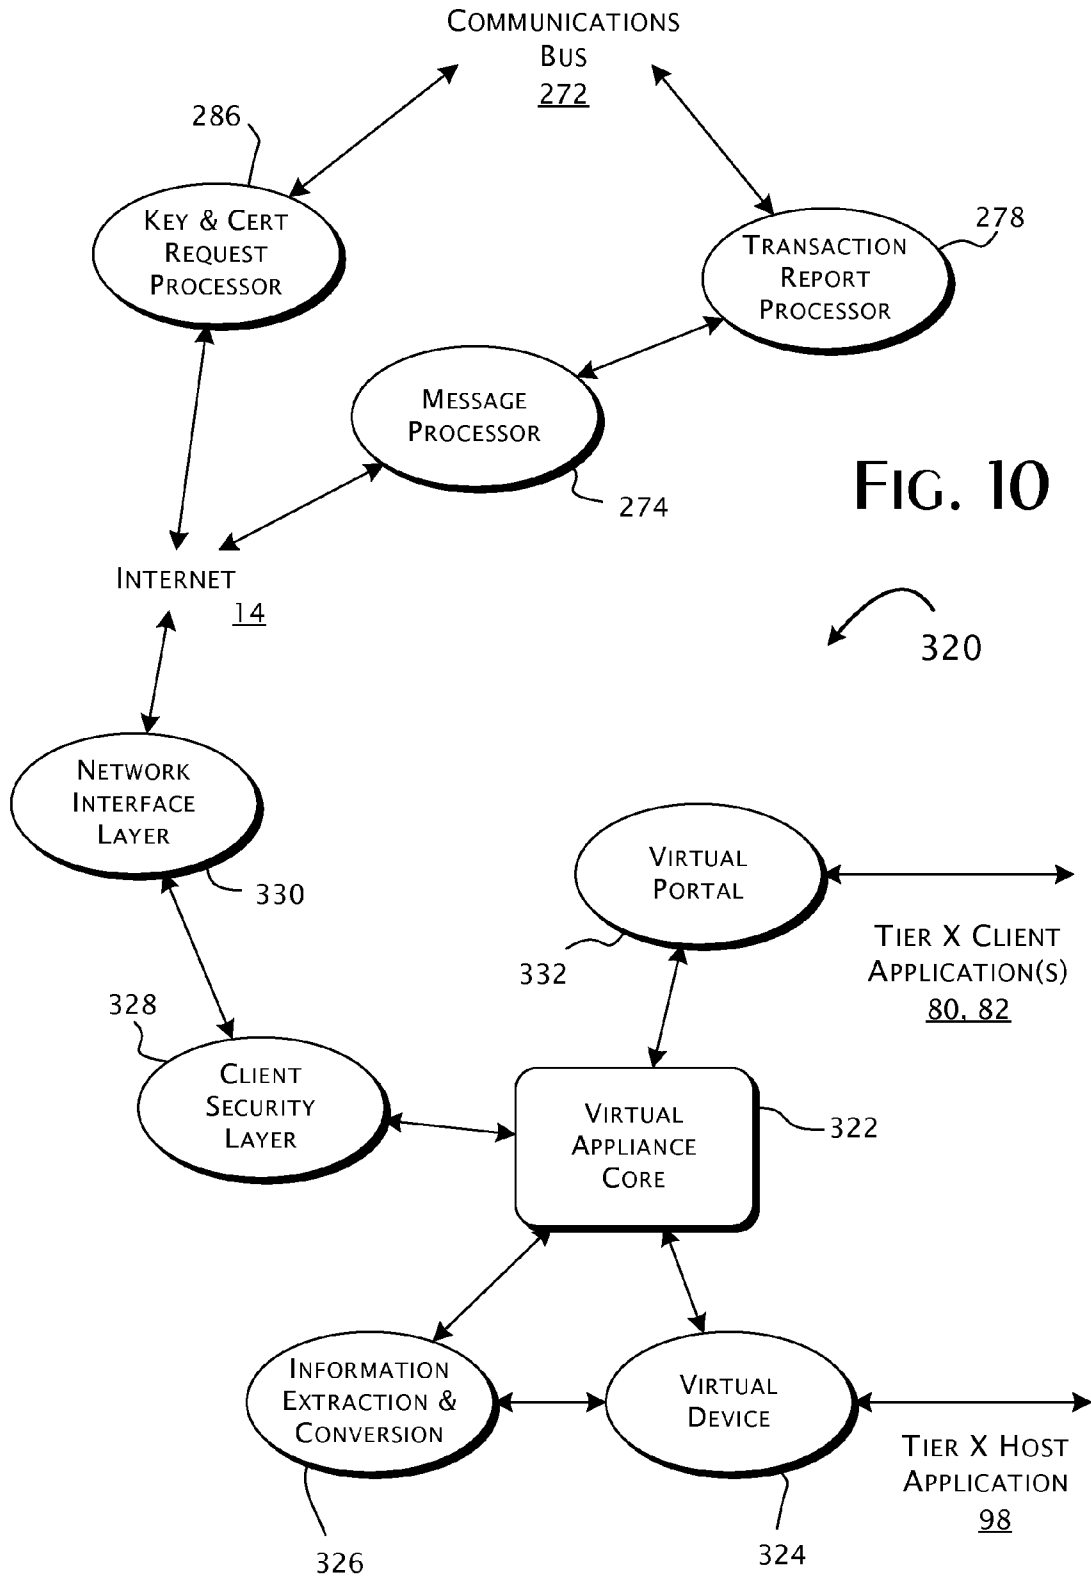 COMMUNICATIONS
BUS
272
286
KEY & CERT
REQUEST
PROCESSOR
278
TRANSACTION
REPORT
PROCESSOR
MESSAGE
PROCESSOR
274
FIG. 10
INTERNET
14
320
NETWORK
INTERFACE
LAYER
330
VIRTUAL
PORTAL
332
TIER X CLIENT
APPLICATION(S)
80, 82
328
CLIENT
SECURITY
LAYER
VIRTUAL
APPLIANCE
CORE
322
INFORMATION
EXTRACTION &
CONVERSION
326
VIRTUAL
DEVICE
324
TIER X HOST
APPLICATION
98